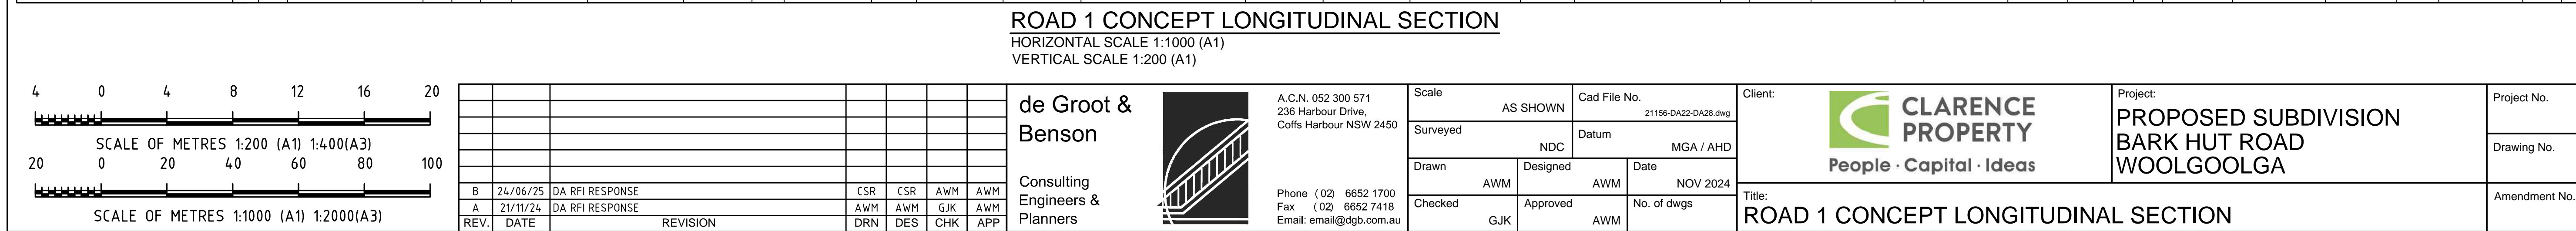 ROAD 1 CONCEPT LONGITUDINAL SECTION
HORIZONTAL SCALE 1:1000 (A1)
VERTICAL SCALE 1:200 (A1)
4 0 4 8 12 16 20
SCALE OF METRES 1:200 (A1) 1:400(A3)
20 0 20 40 60 80 100
SCALE OF METRES 1:1000 (A1) 1:2000(A3)
B 24/06/25 DA RFI RESPONSE CSR CSR AWM AWM
A 21/11/24 DA RFI RESPONSE AWM AWM GJK AWM
REV. DATE REVISION DRN DES CHK APP
de Groot &
Benson
Consulting
Engineers &
Planners
A.C.N. 052 300 571
236 Harbour Drive,
Coffs Harbour NSW 2450
Phone (02) 6652 1700
Fax (02) 6652 7418
Email: email@dgb.com.au
Scale
AS SHOWN
Cad File No.
21156-DA22-DA28.dwg
Surveyed
NDC
Datum
MGA / AHD
Drawn
AWM
Designed
AWM
Date
NOV 2024
Checked
GJK
Approved
AWM
No. of dwgs
Client:
CLARENCE
PROPERTY
People · Capital · Ideas
Project:
PROPOSED SUBDIVISION
BARK HUT ROAD
WOOLGOOLGA
Title:
ROAD 1 CONCEPT LONGITUDINAL SECTION
Project No.
Drawing No.
Amendment No.